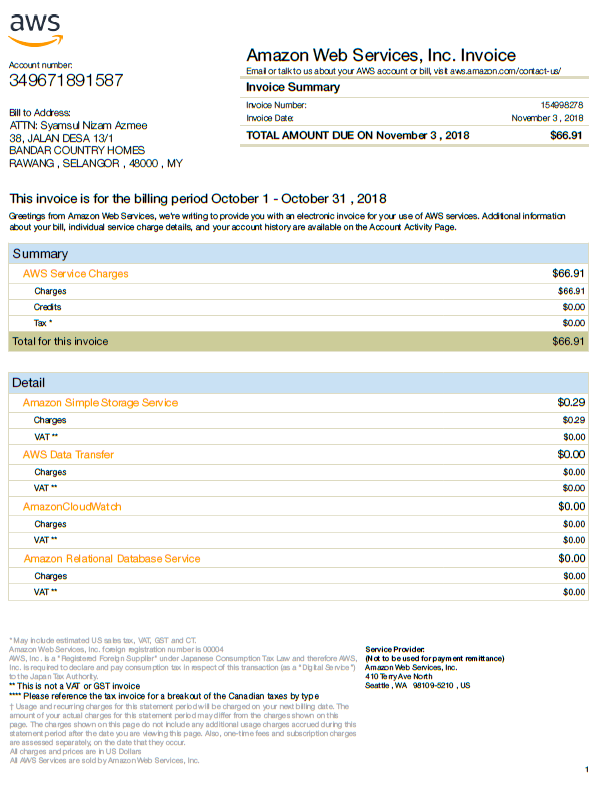 aws
Account number:
349671891587
Bill to Address:
ATTN: Syamsul Nizam Azmee
38, JALAN DESA 13/1
BANDAR COUNTRY HOMES
RAWANG , SELANGOR , 48000 , MY
Amazon Web Services, Inc. Invoice
Email or talk to us about your AWS account or bill, visit aws.amazon.com/contact-us/
Invoice Summary
Invoice Number: 154998278
Invoice Date: November 3 , 2018
TOTAL AMOUNT DUE ON November 3 , 2018 $66.91
This invoice is for the billing period October 1 - October 31 , 2018
Greetings from Amazon Web Services, we're writing to provide you with an electronic invoice for your use of AWS services. Additional information
about your bill, individual service charge details, and your account history are available on the Account Activity Page.
Summary
AWS Service Charges $66.91
Charges $66.91
Credits $0.00
Tax * $0.00
Total for this invoice $66.91
Detail
Amazon Simple Storage Service $0.29
Charges $0.29
VAT ** $0.00
AWS Data Transfer $0.00
Charges $0.00
VAT ** $0.00
AmazonCloudWatch $0.00
Charges $0.00
VAT ** $0.00
Amazon Relational Database Service $0.00
Charges $0.00
VAT ** $0.00
* May include estimated US sales tax, VAT, GST and CT.
Amazon Web Services, Inc. foreign registration number is 00004
AWS, Inc. is a "Registered Foreign Supplier" under Japanese Consumption Tax Law and therefore AWS,
Inc. is required to declare and pay consumption tax in respect of this transaction (as a "Digital Service")
to the Japan Tax Authority.
** This is not a VAT or GST invoice
**** Please reference the tax invoice for a breakout of the Canadian taxes by type
† Usage and recurring charges for this statement period will be charged on your next billing date. The
amount of your actual charges for this statement period may differ from the charges shown on this
page. The charges shown on this page do not include any additional usage charges accrued during this
statement period after the date you are viewing this page. Also, one-time fees and subscription charges
are assessed separately, on the date that they occur.
All charges and prices are in US Dollars
All AWS Services are sold by Amazon Web Services, Inc.
Service Provider:
(Not to be used for payment remittance)
Amazon Web Services, Inc.
410 Terry Ave North
Seattle , WA 98109-5210 , US
1